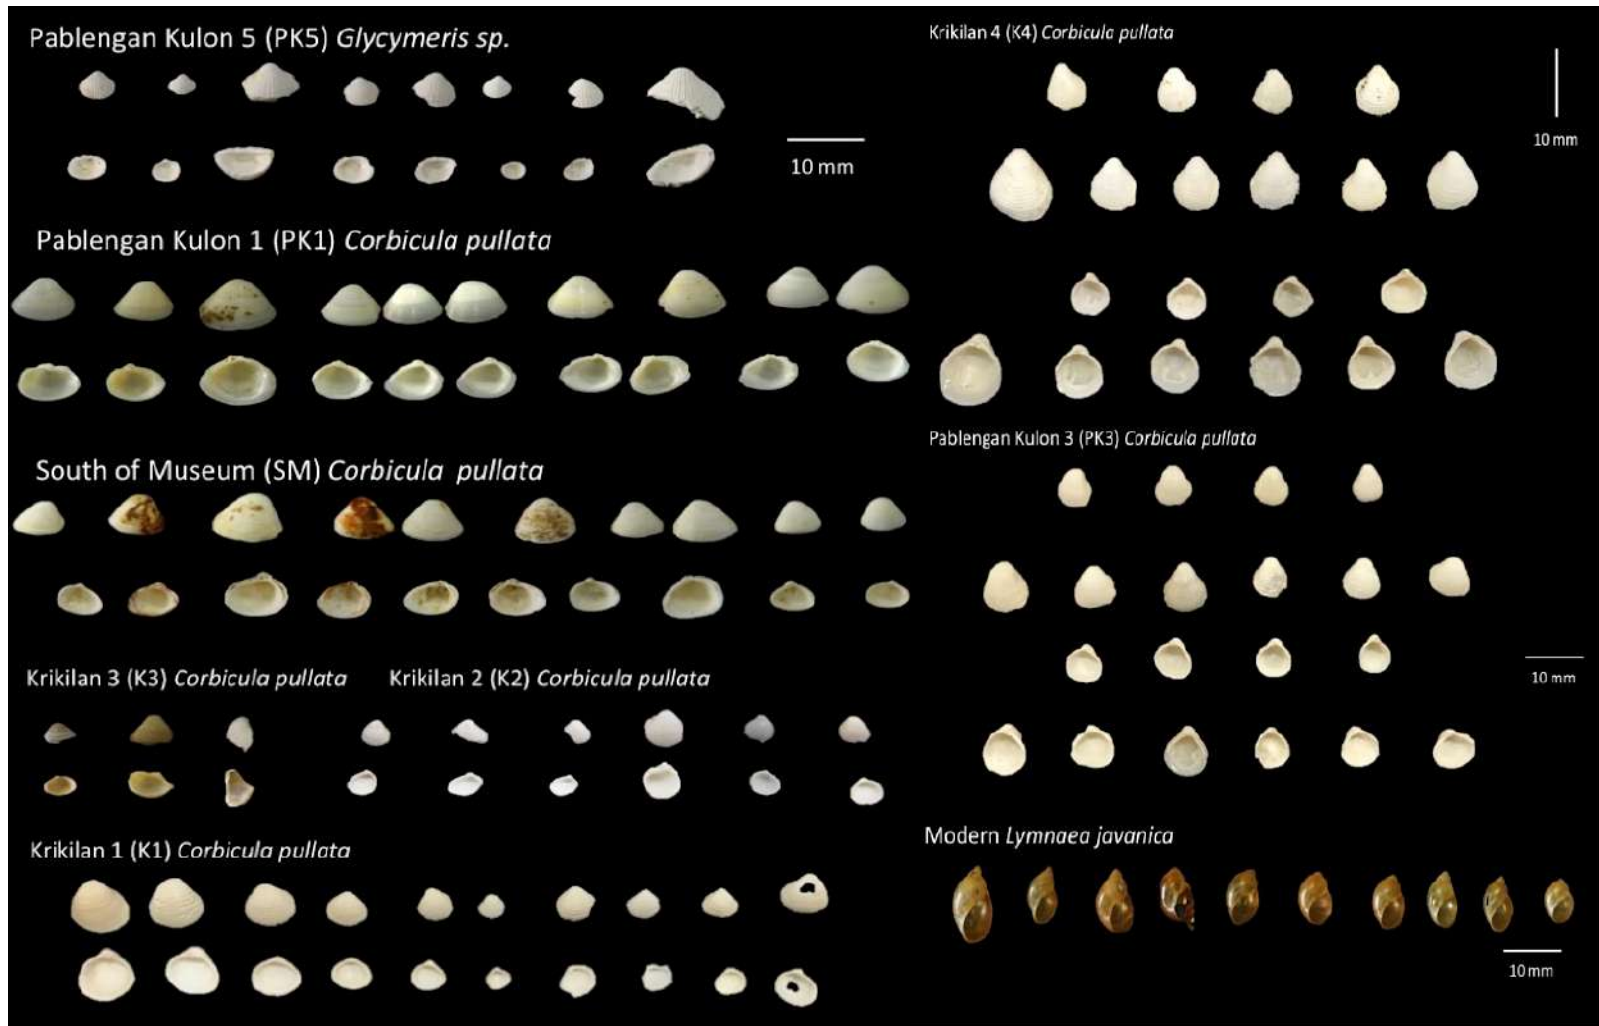 Pablengan Kulon 5 (PK5) Glycymeris sp.
10 mm
Pablengan Kulon 1 (PK1) Corbicula pullata
South of Museum (SM) Corbicula pullata
Krikilan 3 (K3) Corbicula pullata
Krikilan 2 (K2) Corbicula pullata
Krikilan 1 (K1) Corbicula pullata
Krikilan 4 (K4) Corbicula pullata
10 mm
Pablengan Kulon 3 (PK3) Corbicula pullata
10 mm
Modern Lymnaea javanica
10 mm